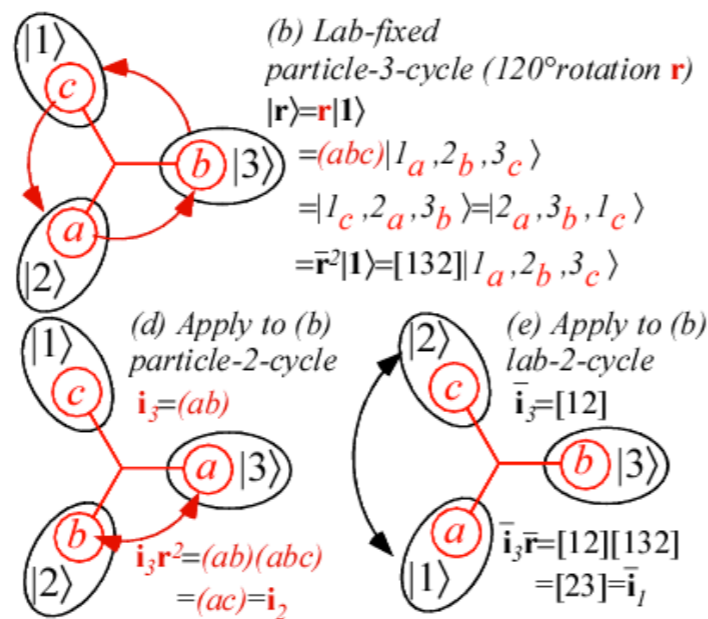 |1⟩
c
b
|3⟩
a
|2⟩
(b) Lab-fixed
particle-3-cycle (120°rotation r)
|r⟩=r|1⟩
=(abc)|1a ,2b ,3c ⟩
=|1c ,2a ,3b ⟩=|2a ,3b ,1c ⟩
=r̄²|1⟩=[132]|1a ,2b ,3c ⟩
|1⟩
c
a
|3⟩
b
|2⟩
(d) Apply to (b)
particle-2-cycle
i3=(ab)
i3r²=(ab)(abc)
=(ac)=i2
|2⟩
c
b
|3⟩
a
|1⟩
(e) Apply to (b)
lab-2-cycle
ī3=[12]
ī3r̄=[12][132]
=[23]=ī1